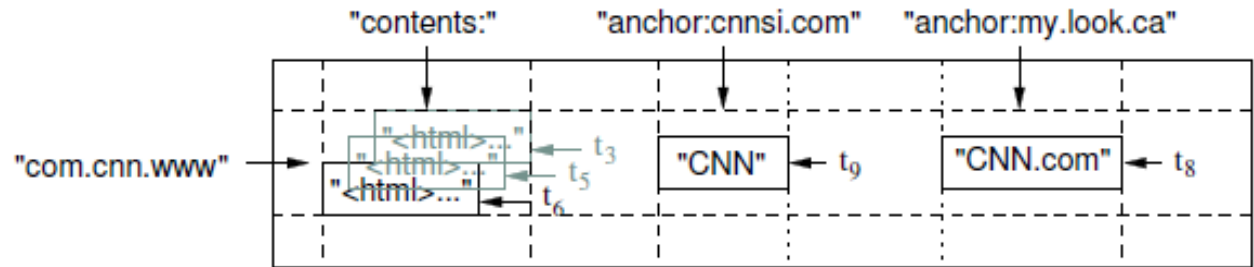 "contents:" "anchor:cnnsi.com" "anchor:my.look.ca"
"<html>..." t3
"com.cnn.www" "<html>..." t5 "CNN" t9 "CNN.com" t8
"<html>..." t6